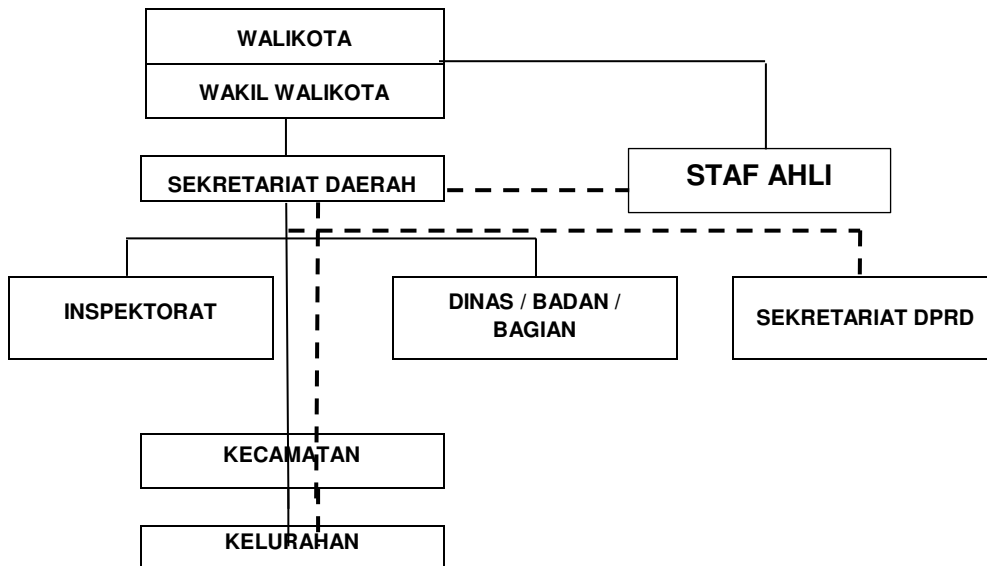 WALIKOTA
WAKIL WALIKOTA
SEKRETARIAT DAERAH
STAF AHLI
INSPEKTORAT
DINAS / BADAN /
BAGIAN
SEKRETARIAT DPRD
KECAMATAN
KELURAHAN